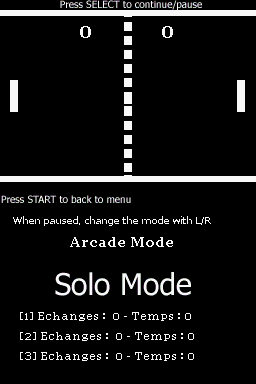 Press SELECT to continue/pause
0 0
Press START to back to menu
When paused, change the mode with L/R
Arcade Mode
Solo Mode
[1] Echanges : 0 - Temps : 0
[2] Echanges : 0 - Temps : 0
[3] Echanges : 0 - Temps : 0